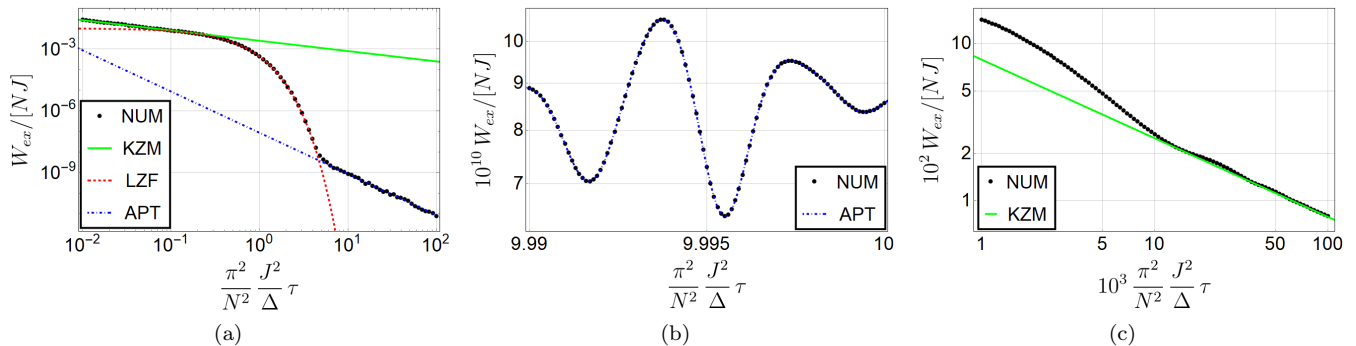 W_{ex}/[N J]
10^{-3}
10^{-6}
10^{-9}
NUM
KZM
LZF
APT
10^{-2} 10^{-1} 10^{0} 10^{1} 10^{2}
\frac{\pi^2}{N^2} \frac{J^2}{\Delta} \tau
(a)
10^{10} W_{ex}/[N J]
10
9
8
7
NUM
APT
9.99 9.995 10
\frac{\pi^2}{N^2} \frac{J^2}{\Delta} \tau
(b)
10^2 W_{ex}/[N J]
10
5
2
1
NUM
KZM
1 5 10 50 100
10^3 \frac{\pi^2}{N^2} \frac{J^2}{\Delta} \tau
(c)